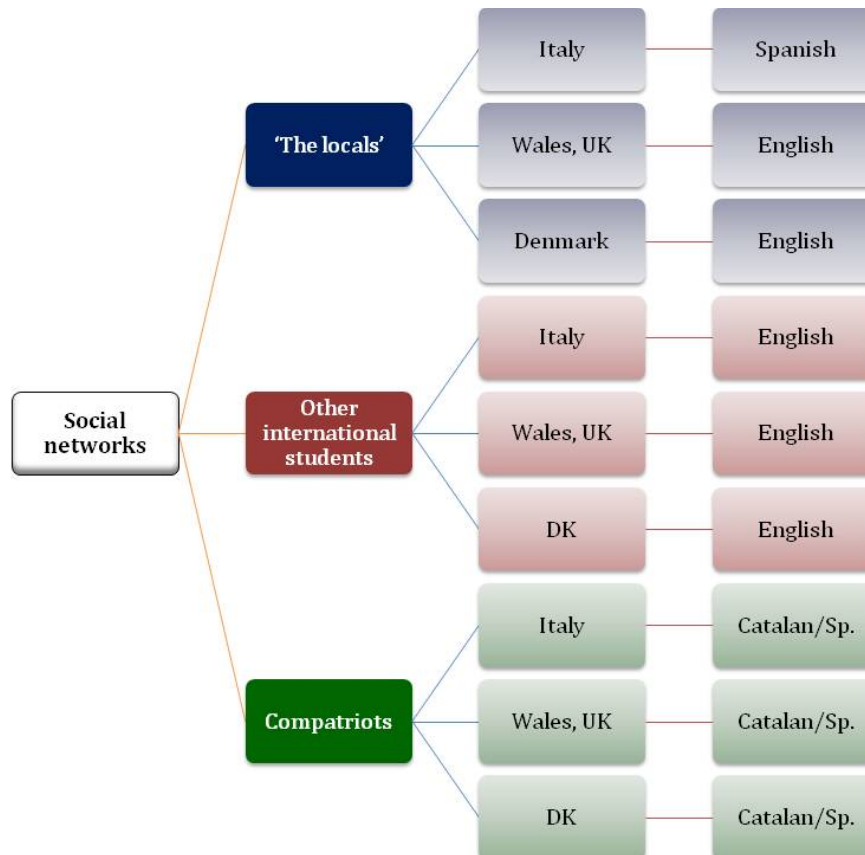 Italy
Spanish
‘The locals’
Wales, UK
English
Denmark
English
Italy
English
Social
networks
Other
international
students
Wales, UK
English
DK
English
Italy
Catalan/Sp.
Compatriots
Wales, UK
Catalan/Sp.
DK
Catalan/Sp.